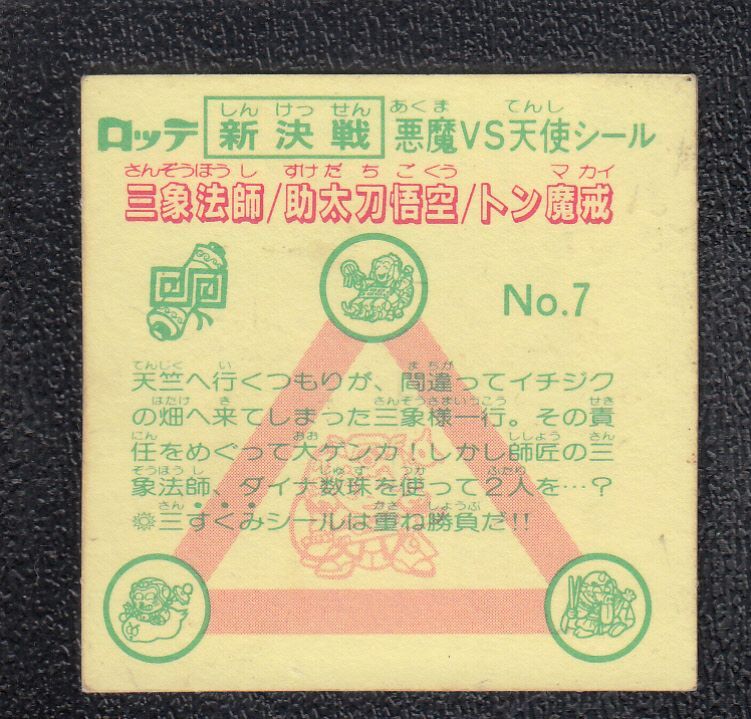 ロッテ 新決戦 悪魔VS天使シール
しん けっ せん あくま てんし
さんぞうほうし すけだちごくう マカイ
三象法師/助太刀悟空/トン魔戒
No.7
てんじく い まちが
天竺へ行くつもりが、間違ってイチジク
はたけ き さんぞうさまいっこう せき
の畑へ来てしまった三象様一行。その責
にん おお ししょう さん
任をめぐって大ゲンカ!しかし師匠の三
ぞうほうし じゅず つか ふたり
象法師、ダイナ数珠を使って2人を…?
さん かさ しょうぶ
※三すくみシールは重ね勝負だ!!